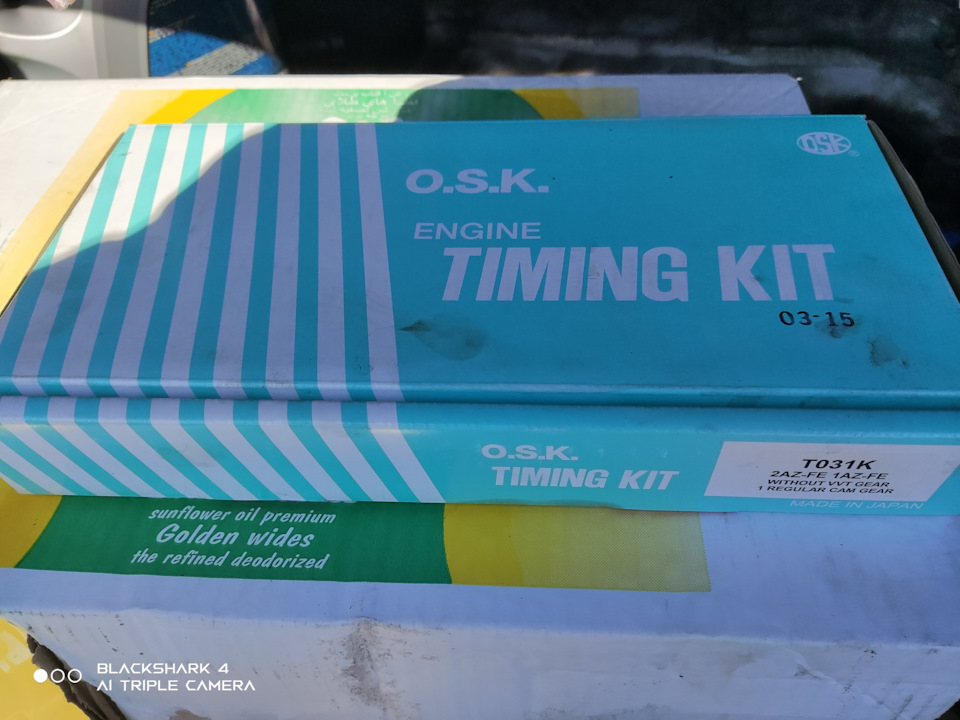 طلایی
OSK
®
O.S.K.
ENGINE
TIMING KIT
03-15
O.S.K.
TIMING KIT
T031K
2AZ-FE 1AZ-FE
WITHOUT VVT GEAR
1 REGULAR CAM GEAR
MADE IN JAPAN
sunflower oil premium
Golden wides
the refined deodorized
BLACKSHARK 4
AI TRIPLE CAMERA